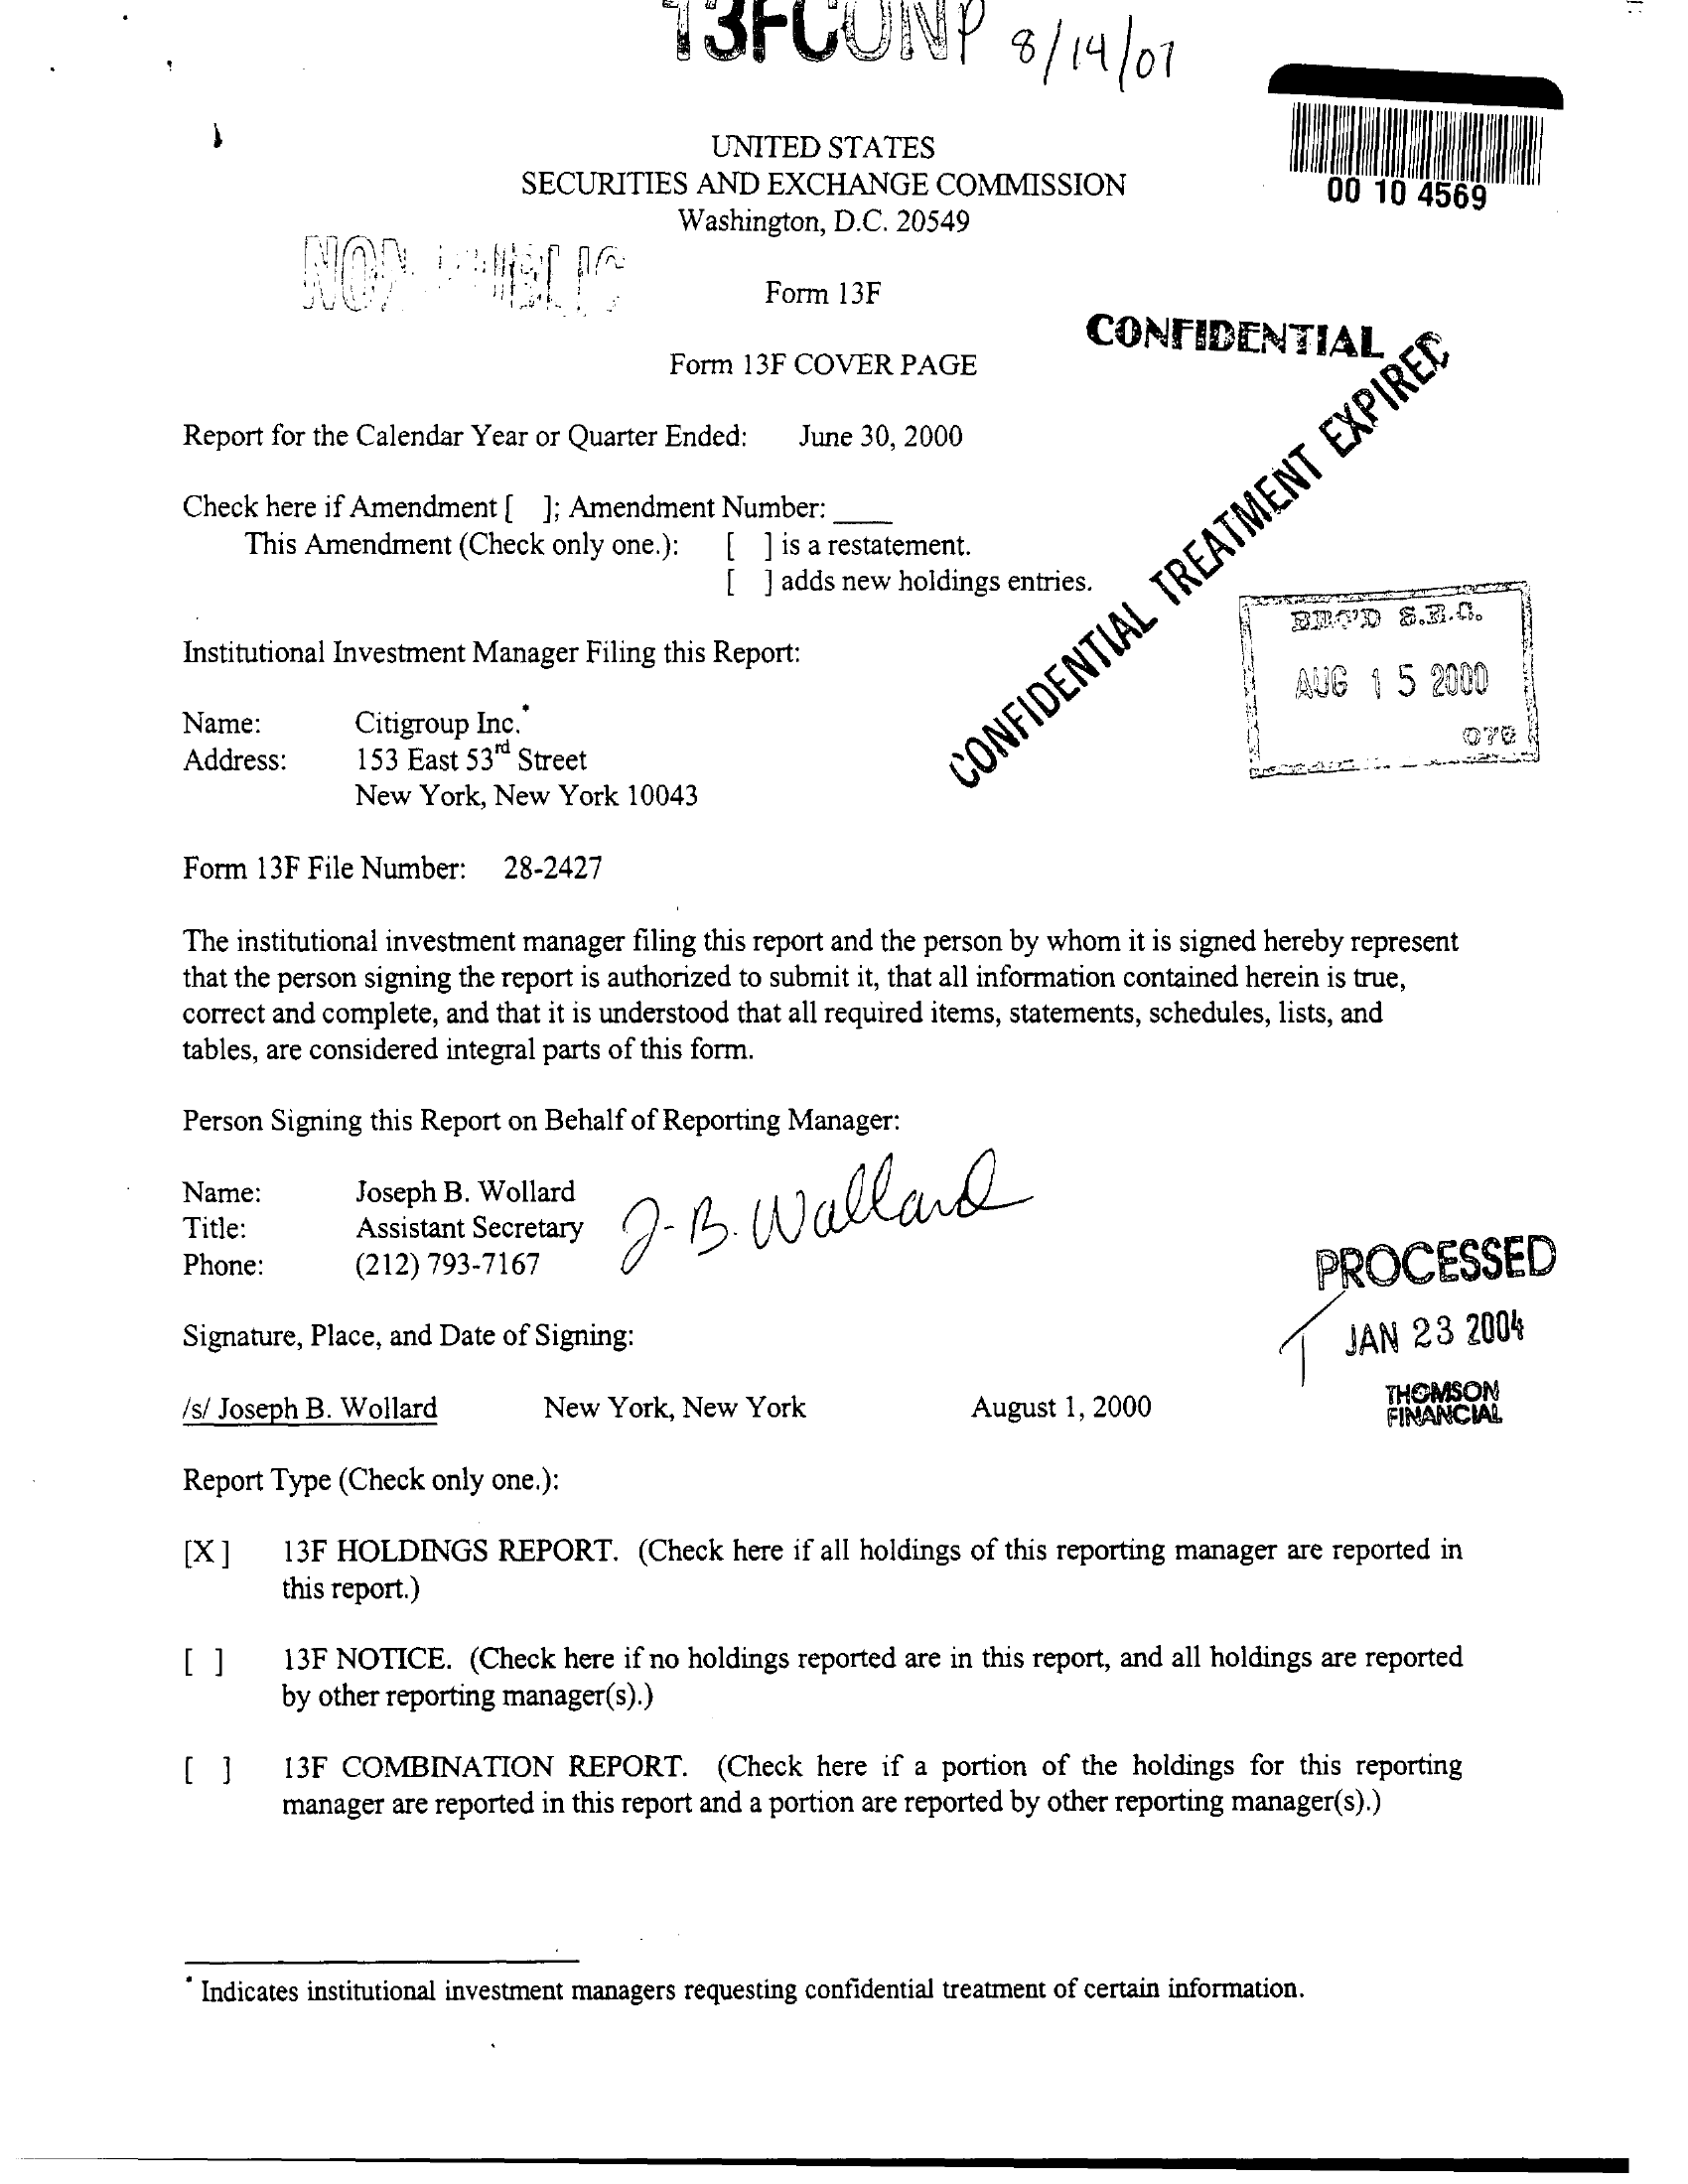 13FCONP 8/14/01
UNITED STATES
SECURITIES AND EXCHANGE COMMISSION
Washington, D.C. 20549
00 10 4569
NON-PUBLIC
Form 13F
CONFIDENTIAL
Form 13F COVER PAGE
CONFIDENTIAL TREATMENT EXPIRED
Report for the Calendar Year or Quarter Ended: June 30, 2000
Check here if Amendment [ ]; Amendment Number: ____
This Amendment (Check only one.): [ ] is a restatement.
[ ] adds new holdings entries.
REC'D S.E.C.
AUG 15 2000
Institutional Investment Manager Filing this Report:
Name: Citigroup Inc.*
Address: 153 East 53rd Street
New York, New York 10043
Form 13F File Number: 28-2427
The institutional investment manager filing this report and the person by whom it is signed hereby represent
that the person signing the report is authorized to submit it, that all information contained herein is true,
correct and complete, and that it is understood that all required items, statements, schedules, lists, and
tables, are considered integral parts of this form.
Person Signing this Report on Behalf of Reporting Manager:
Name: Joseph B. Wollard
Title: Assistant Secretary
Phone: (212) 793-7167
J. B. Wollard
PROCESSED
JAN 23 2004
THOMSON
FINANCIAL
Signature, Place, and Date of Signing:
/s/ Joseph B. Wollard New York, New York August 1, 2000
Report Type (Check only one.):
[X ] 13F HOLDINGS REPORT. (Check here if all holdings of this reporting manager are reported in
this report.)
[ ] 13F NOTICE. (Check here if no holdings reported are in this report, and all holdings are reported
by other reporting manager(s).)
[ ] 13F COMBINATION REPORT. (Check here if a portion of the holdings for this reporting
manager are reported in this report and a portion are reported by other reporting manager(s).)
* Indicates institutional investment managers requesting confidential treatment of certain information.